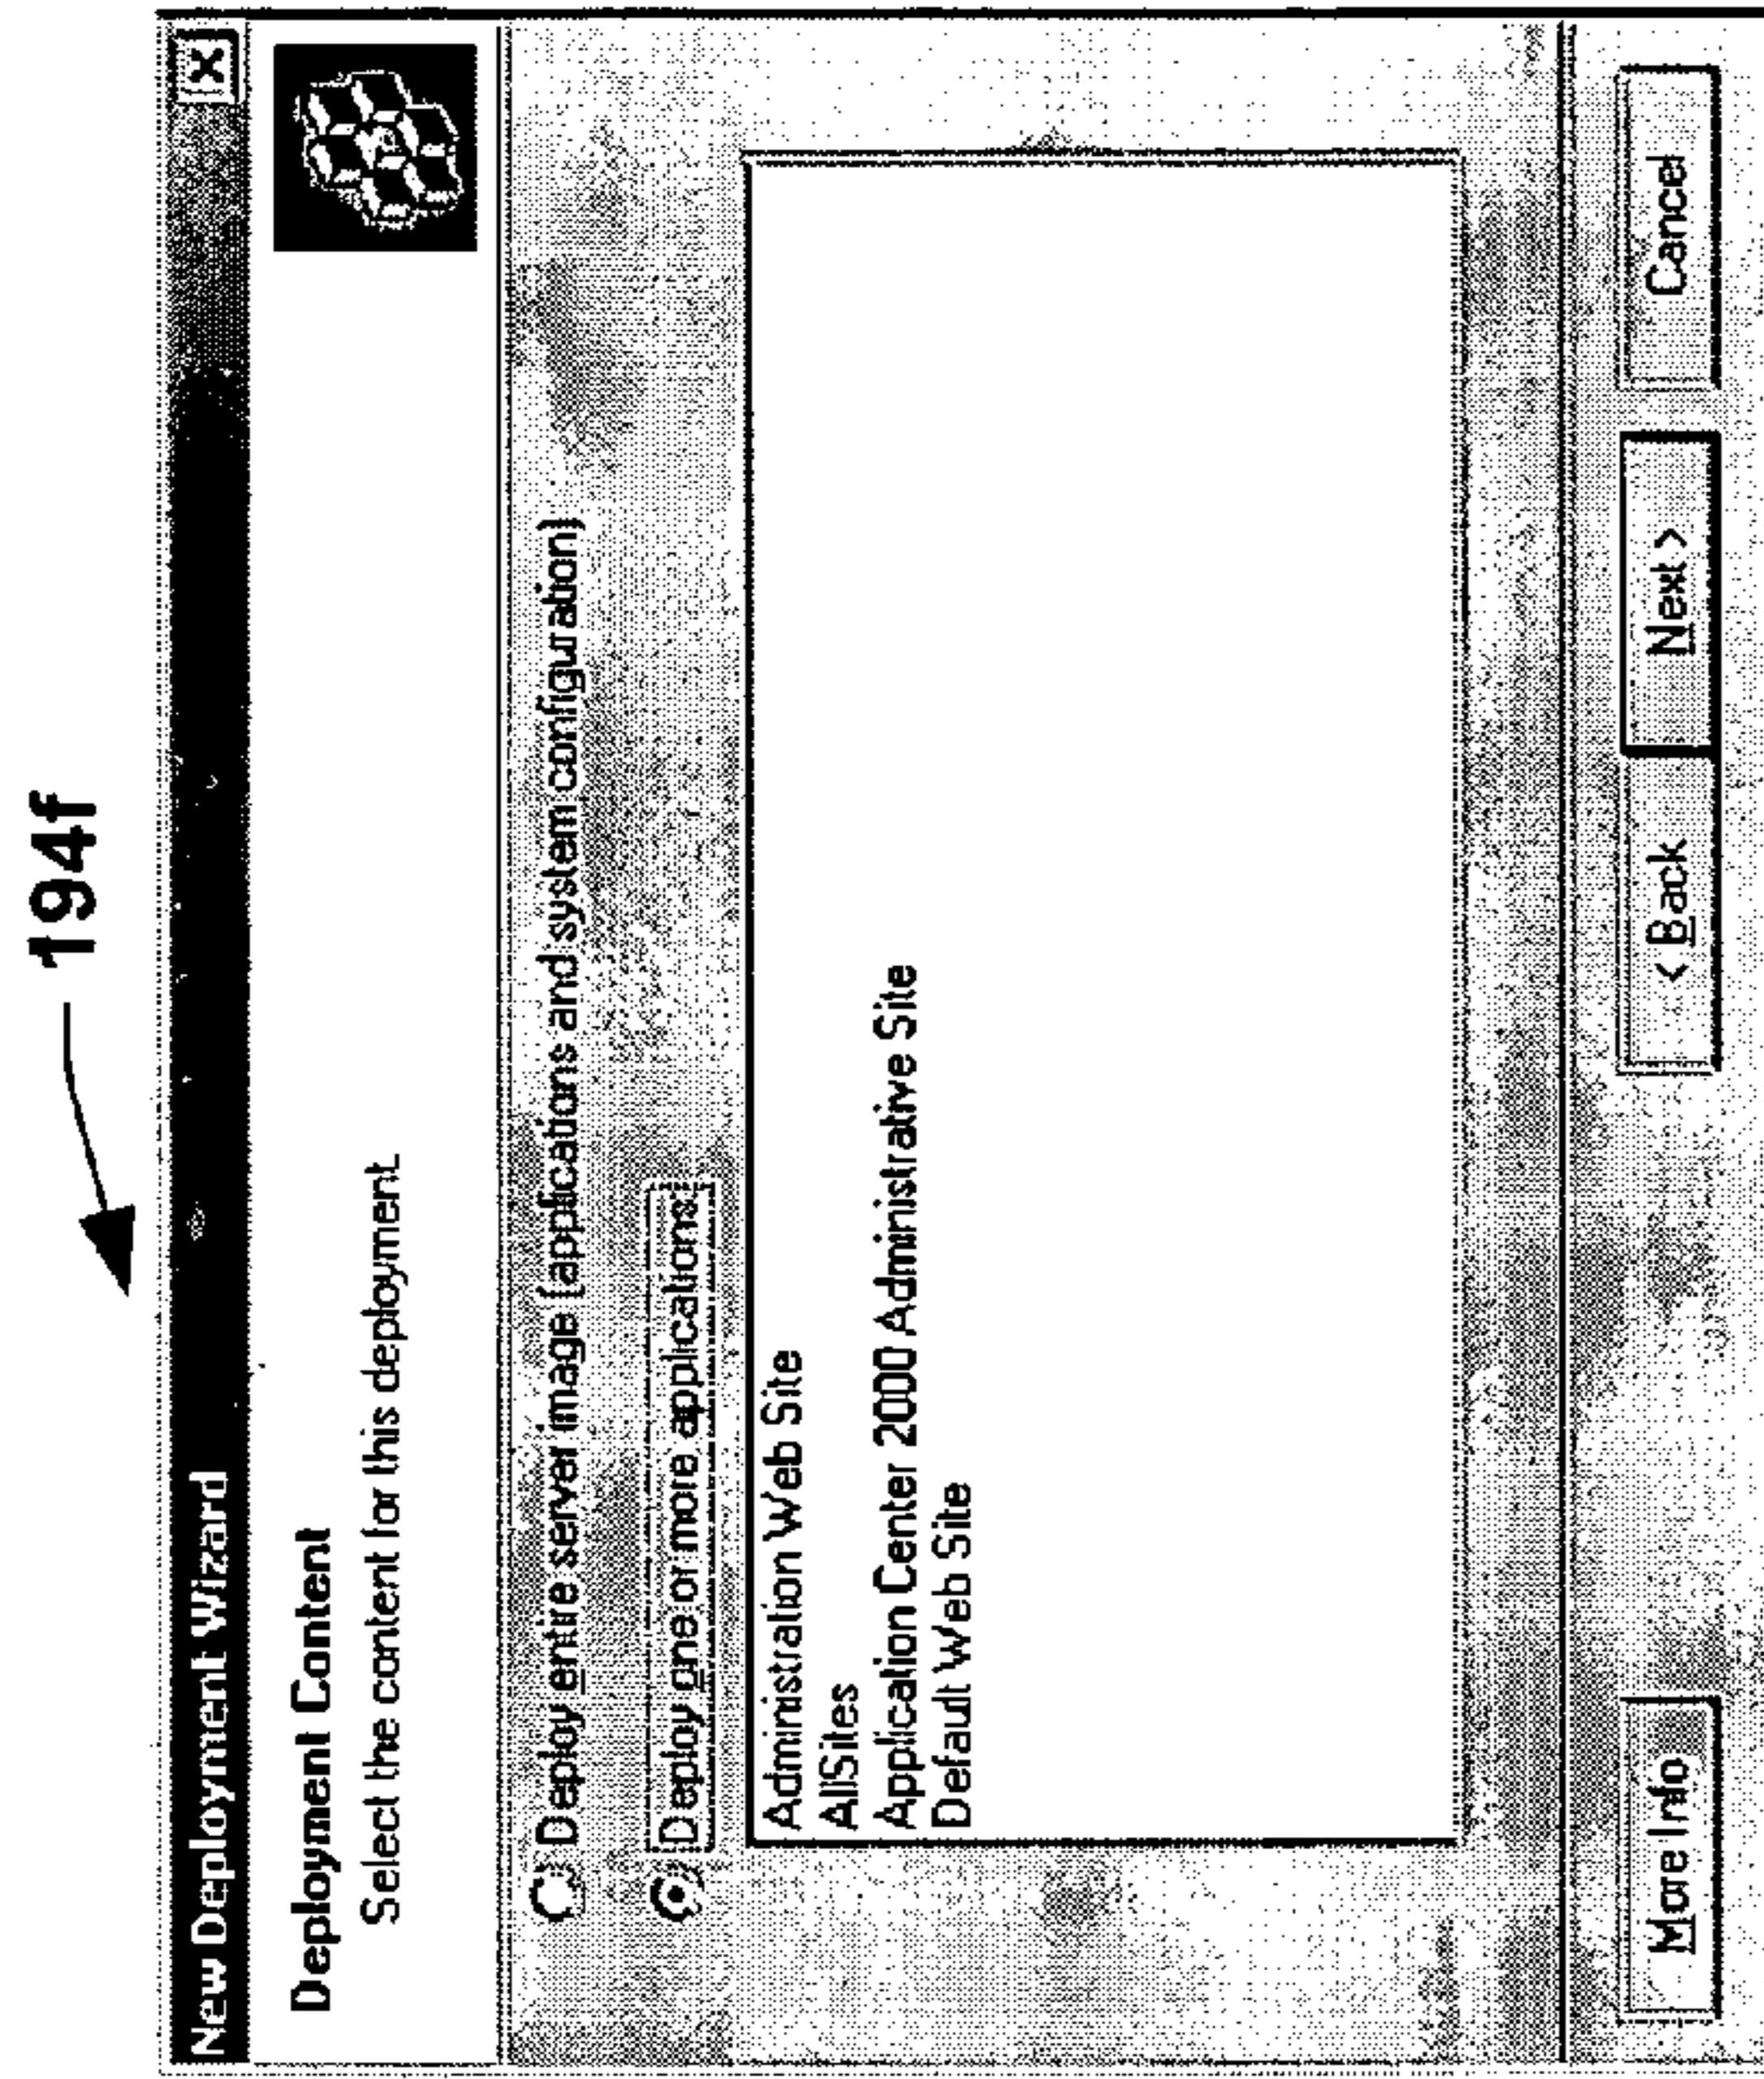 194f
New Deployment Wizard
Deployment Content
Select the content for this deployment.
Deploy entire server image (applications and system configuration)
Deploy one or more applications:
Administration Web Site
AllSites
Application Center 2000 Administrative Site
Default Web Site
More Info
< Back
Next >
Cancel